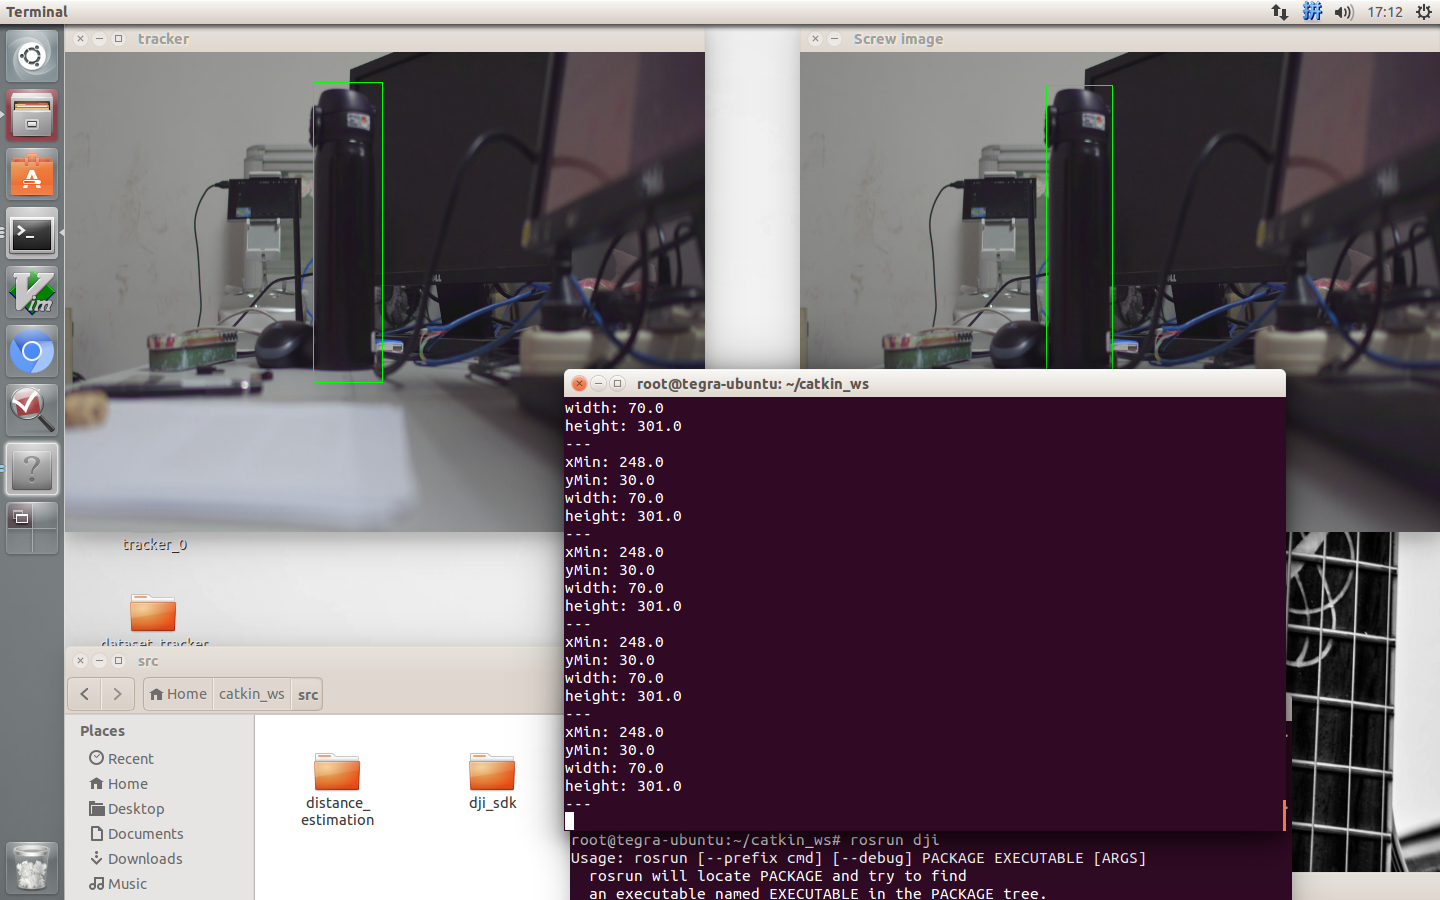 Terminal
拼
17:12
tracker
Screw image
DELL
root@tegra-ubuntu: ~/catkin_ws
width: 70.0
height: 301.0
---
xMin: 248.0
yMin: 30.0
width: 70.0
height: 301.0
---
xMin: 248.0
yMin: 30.0
width: 70.0
height: 301.0
---
xMin: 248.0
yMin: 30.0
width: 70.0
height: 301.0
---
xMin: 248.0
yMin: 30.0
width: 70.0
height: 301.0
---
root@tegra-ubuntu:~/catkin_ws# rosrun dji
Usage: rosrun [--prefix cmd] [--debug] PACKAGE EXECUTABLE [ARGS]
rosrun will locate PACKAGE and try to find
an executable named EXECUTABLE in the PACKAGE tree.
tracker_0
dataset_tracker
src
Home
catkin_ws
src
Places
Recent
Home
Desktop
Documents
Downloads
Music
distance_
estimation
dji_sdk
Vim